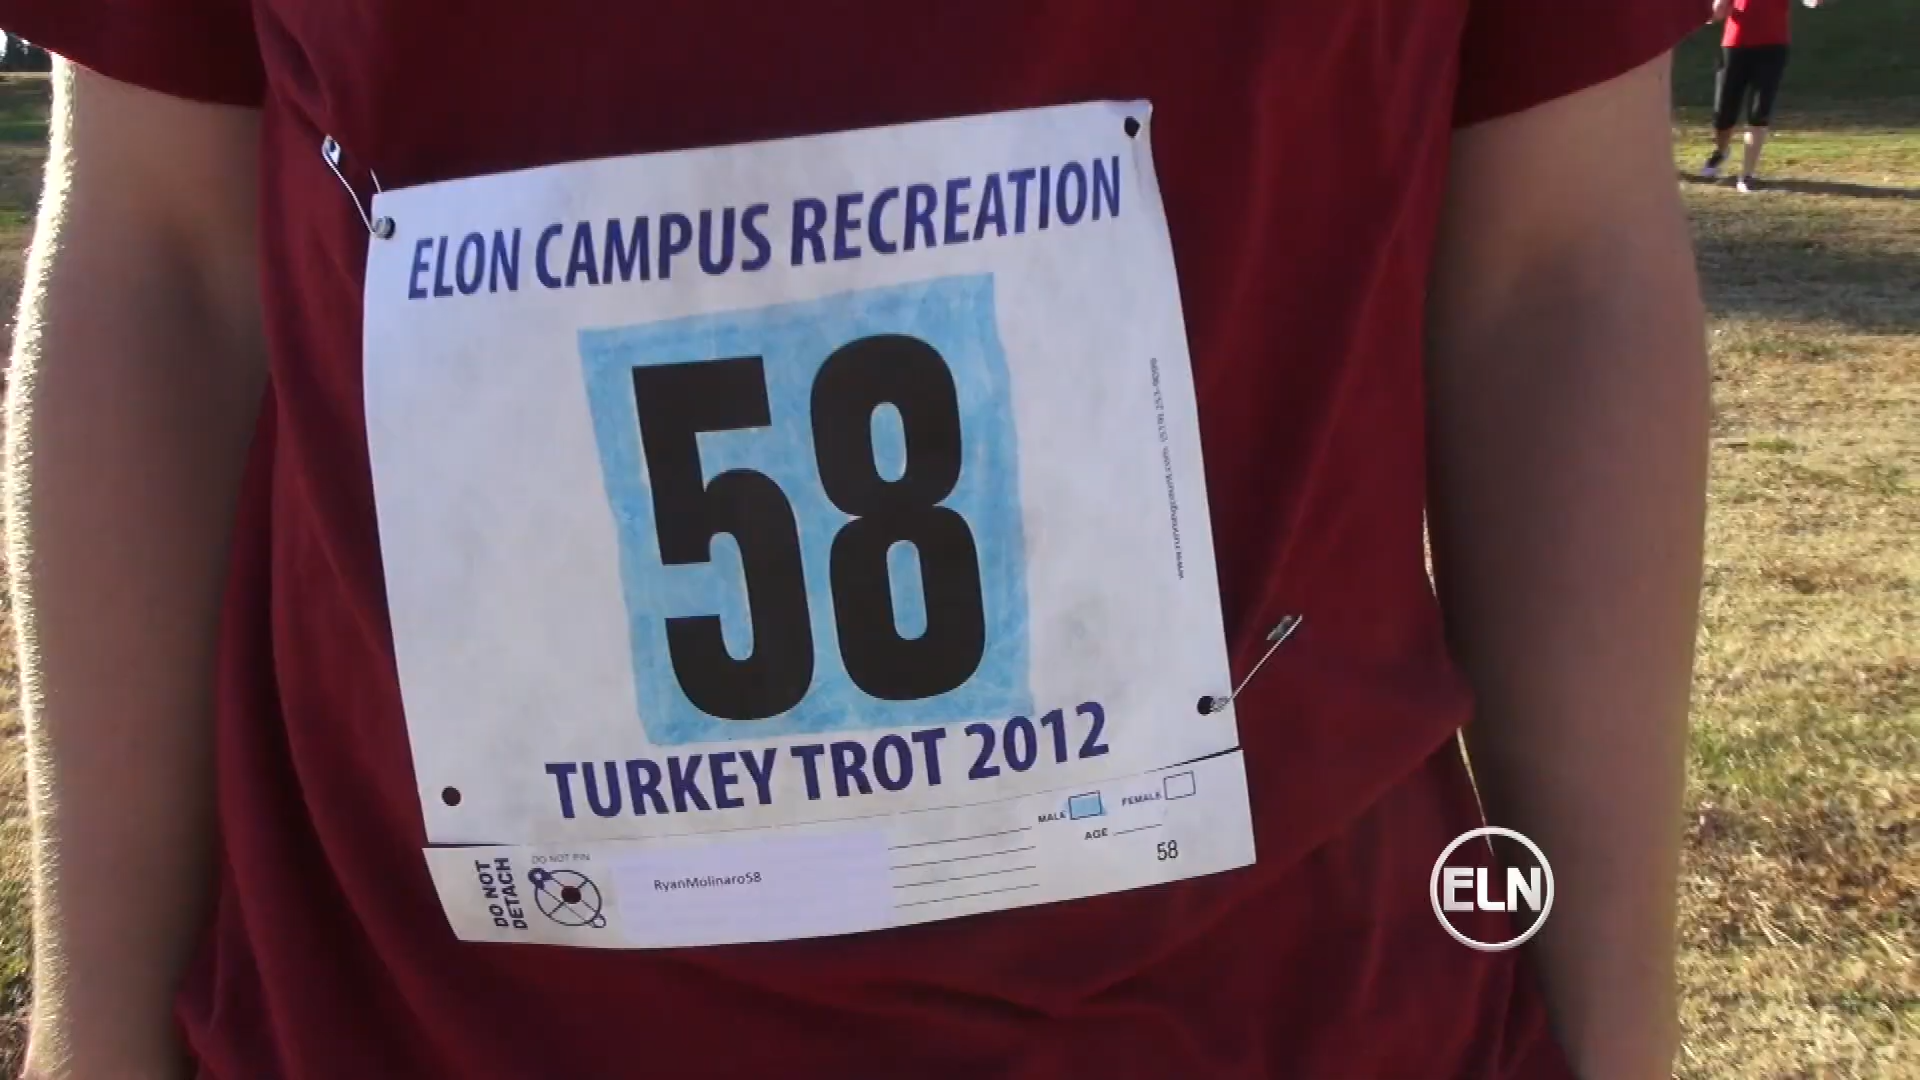 ELON CAMPUS RECREATION
58
TURKEY TROT 2012
MALE
FEMALE
AGE
58
DO NOT PIN
DO NOT
DETACH
RyanMolinaro58
ELN